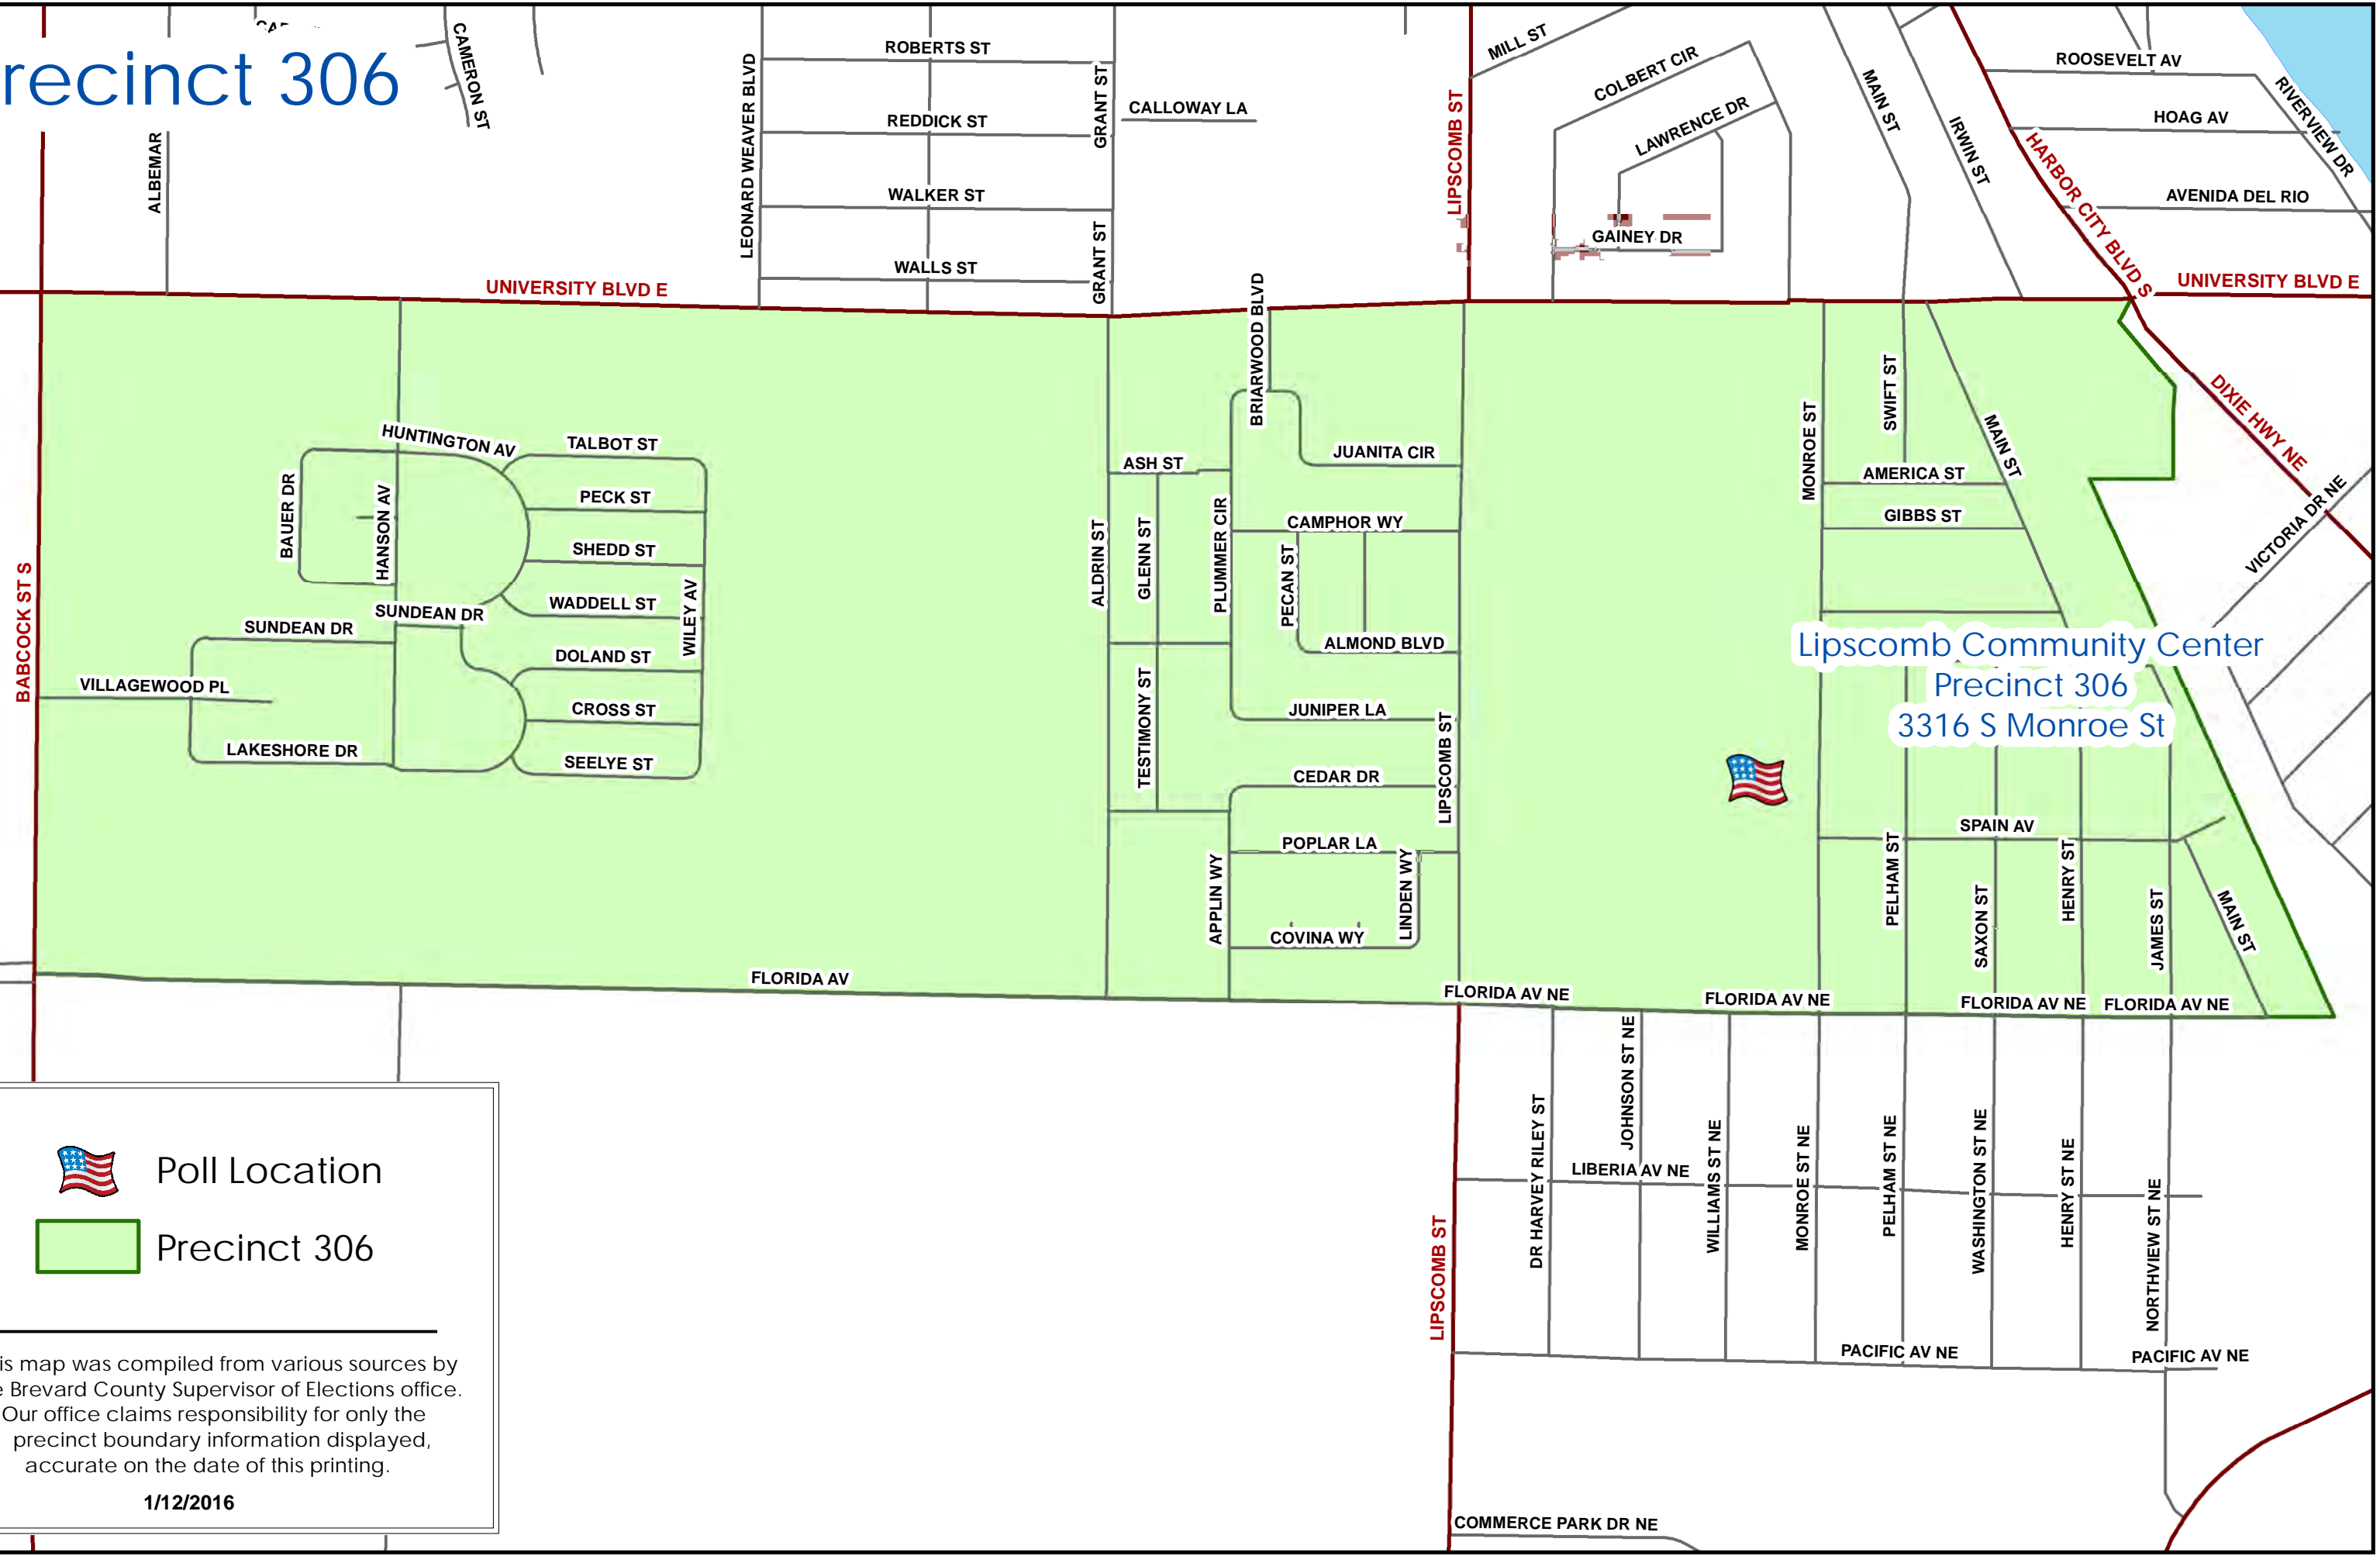 recinct 306
CAMERON ST
ALBEMAR
LEONARD WEAVER BLVD
ROBERTS ST
REDDICK ST
WALKER ST
WALLS ST
GRANT ST
GRANT ST
CALLOWAY LA
LIPSCOMB ST
MILL ST
COLBERT CIR
LAWRENCE DR
GAINEY DR
MAIN ST
IRWIN ST
HARBOR CITY BLVD S
ROOSEVELT AV
HOAG AV
RIVERVIEW DR
AVENIDA DEL RIO
UNIVERSITY BLVD E
UNIVERSITY BLVD E
BABCOCK ST S
HUNTINGTON AV
TALBOT ST
PECK ST
SHEDD ST
WADDELL ST
BAUER DR
HANSON AV
SUNDEAN DR
SUNDEAN DR
WILEY AV
DOLAND ST
VILLAGEWOOD PL
CROSS ST
LAKESHORE DR
SEELYE ST
BRIARWOOD BLVD
JUANITA CIR
ASH ST
ALDRIN ST
GLENN ST
PLUMMER CIR
CAMPHOR WY
PECAN ST
ALMOND BLVD
TESTIMONY ST
JUNIPER LA
LIPSCOMB ST
CEDAR DR
POPLAR LA
APPLIN WY
LINDEN WY
COVINA WY
MONROE ST
SWIFT ST
MAIN ST
AMERICA ST
GIBBS ST
DIXIE HWY NE
VICTORIA DR NE
Lipscomb Community Center
Precinct 306
3316 S Monroe St
SPAIN AV
PELHAM ST
SAXON ST
HENRY ST
JAMES ST
MAIN ST
FLORIDA AV
FLORIDA AV NE
FLORIDA AV NE
FLORIDA AV NE
FLORIDA AV NE
DR HARVEY RILEY ST
JOHNSON ST NE
LIBERIA AV NE
WILLIAMS ST NE
MONROE ST NE
PELHAM ST NE
WASHINGTON ST NE
HENRY ST NE
NORTHVIEW ST NE
LIPSCOMB ST
PACIFIC AV NE
PACIFIC AV NE
COMMERCE PARK DR NE
Poll Location
Precinct 306
is map was compiled from various sources by
e Brevard County Supervisor of Elections office.
Our office claims responsibility for only the
precinct boundary information displayed,
accurate on the date of this printing.
1/12/2016